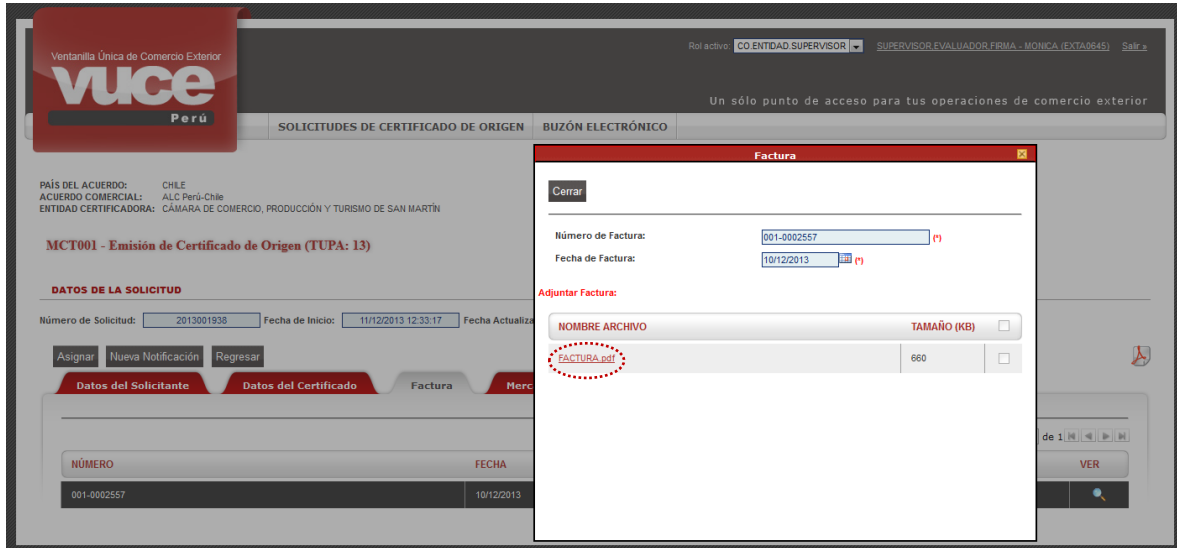 Ventanilla Única de Comercio Exterior
vuce
Perú
Rol activo: CO.ENTIDAD.SUPERVISOR SUPERVISOR,EVALUADOR,FIRMA - MONICA (EXTA0645) Salir »
Un sólo punto de acceso para tus operaciones de comercio exterior
SOLICITUDES DE CERTIFICADO DE ORIGEN BUZÓN ELECTRÓNICO
PAÍS DEL ACUERDO: CHILE
ACUERDO COMERCIAL: ALC Perú-Chile
ENTIDAD CERTIFICADORA: CÁMARA DE COMERCIO, PRODUCCIÓN Y TURISMO DE SAN MARTÍN
MCT001 - Emisión de Certificado de Origen (TUPA: 13)
DATOS DE LA SOLICITUD
Número de Solicitud: 2013001938 Fecha de Inicio: 11/12/2013 12:33:17 Fecha Actualiza
Asignar Nueva Notificación Regresar
Datos del Solicitante Datos del Certificado Factura Merc
de 1
NÚMERO FECHA VER
001-0002557 10/12/2013
Factura
Cerrar
Número de Factura: 001-0002557 (*)
Fecha de Factura: 10/12/2013 (*)
Adjuntar Factura:
NOMBRE ARCHIVO TAMAÑO (KB)
FACTURA.pdf 660